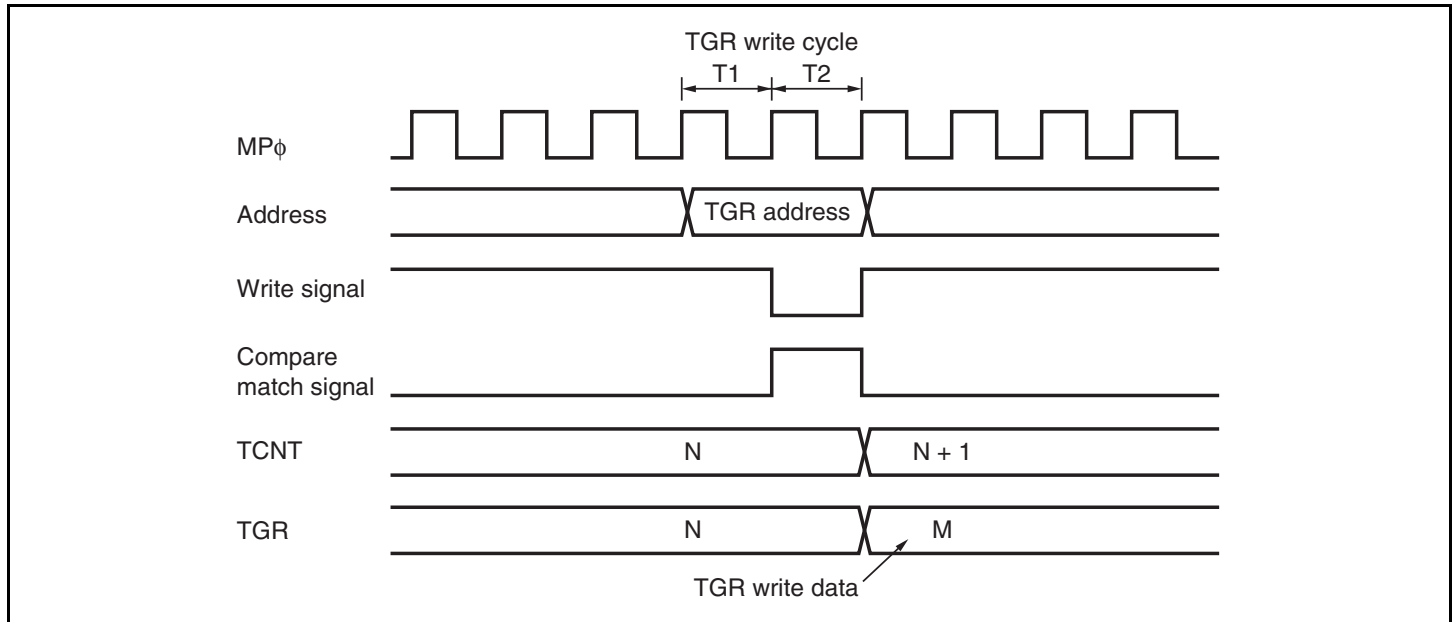 TGR write cycle
T1 T2
MPϕ
Address TGR address
Write signal
Compare
match signal
TCNT N N + 1
TGR N M
TGR write data